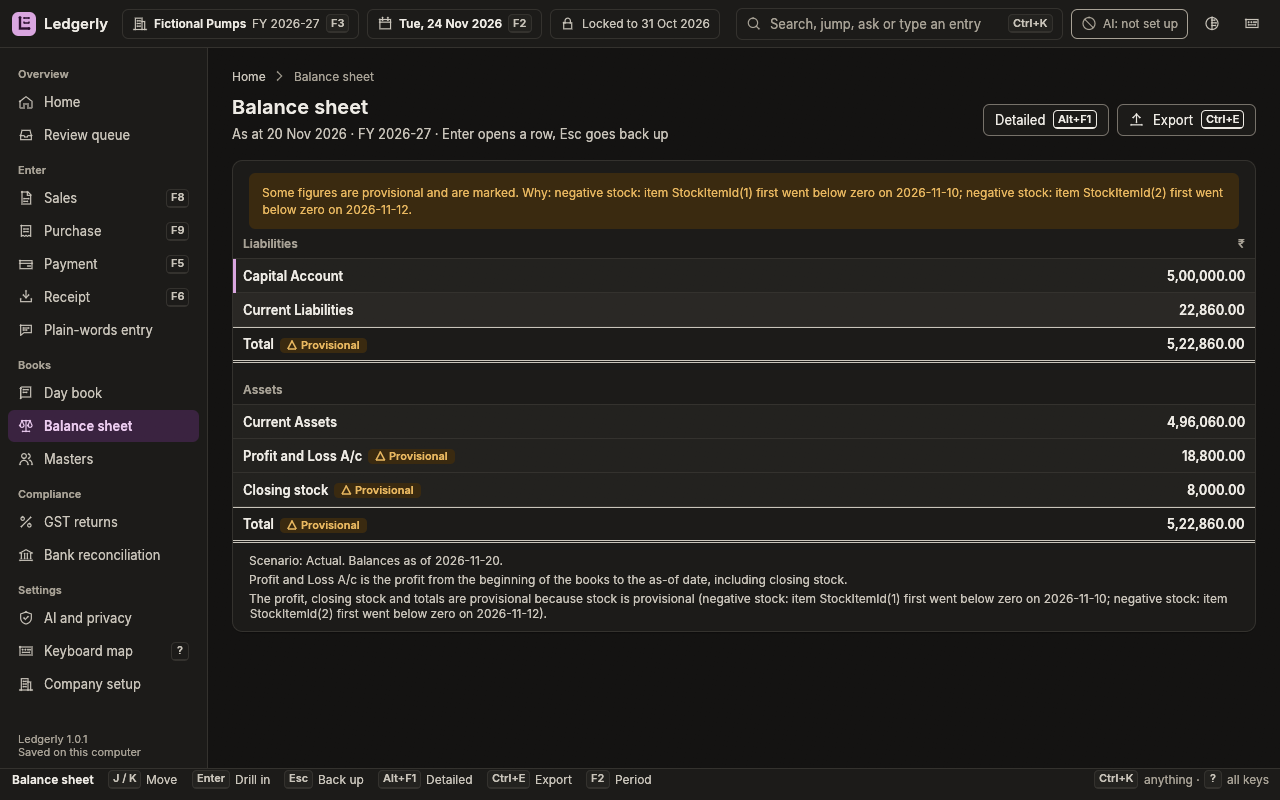 Ledgerly
Fictional Pumps FY 2026-27 F3
Tue, 24 Nov 2026 F2
Locked to 31 Oct 2026
Search, jump, ask or type an entry Ctrl+K
AI: not set up
Overview
Home
Review queue
Enter
Sales F8
Purchase F9
Payment F5
Receipt F6
Plain-words entry
Books
Day book
Balance sheet
Masters
Compliance
GST returns
Bank reconciliation
Settings
AI and privacy
Keyboard map ?
Company setup
Ledgerly 1.0.1
Saved on this computer
Home > Balance sheet
Balance sheet
As at 20 Nov 2026 · FY 2026-27 · Enter opens a row, Esc goes back up
Detailed Alt+F1
Export Ctrl+E
Some figures are provisional and are marked. Why: negative stock: item StockItemId(1) first went below zero on 2026-11-10; negative stock: item StockItemId(2) first went
below zero on 2026-11-12.
Liabilities ₹
Capital Account 5,00,000.00
Current Liabilities 22,860.00
Total Provisional 5,22,860.00
Assets
Current Assets 4,96,060.00
Profit and Loss A/c Provisional 18,800.00
Closing stock Provisional 8,000.00
Total Provisional 5,22,860.00
Scenario: Actual. Balances as of 2026-11-20.
Profit and Loss A/c is the profit from the beginning of the books to the as-of date, including closing stock.
The profit, closing stock and totals are provisional because stock is provisional (negative stock: item StockItemId(1) first went below zero on 2026-11-10; negative stock: item
StockItemId(2) first went below zero on 2026-11-12).
Balance sheet J / K Move Enter Drill in Esc Back up Alt+F1 Detailed Ctrl+E Export F2 Period
Ctrl+K anything · ? all keys